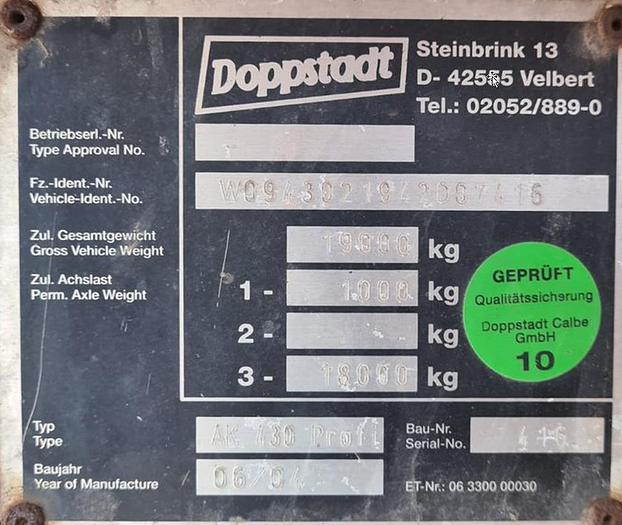 Doppstadt
Steinbrink 13
D- 42555 Velbert
Tel.: 02052/889-0
Betriebserl.-Nr.
Type Approval No.
Fz.-Ident.-Nr.
Vehicle-Ident.-No.
Zul. Gesamtgewicht
Gross Vehicle Weight
19000 kg
Zul. Achslast
Perm. Axle Weight
1 - 1000 kg
2 - kg
3 - 18000 kg
GEPRÜFT
Qualitätssicherung
Doppstadt Calbe
GmbH
10
Typ
Type
AK 430 Profi
Bau-Nr.
Serial-No.
416
Baujahr
Year of Manufacture
06/04
ET-Nr.: 06 3300 00030